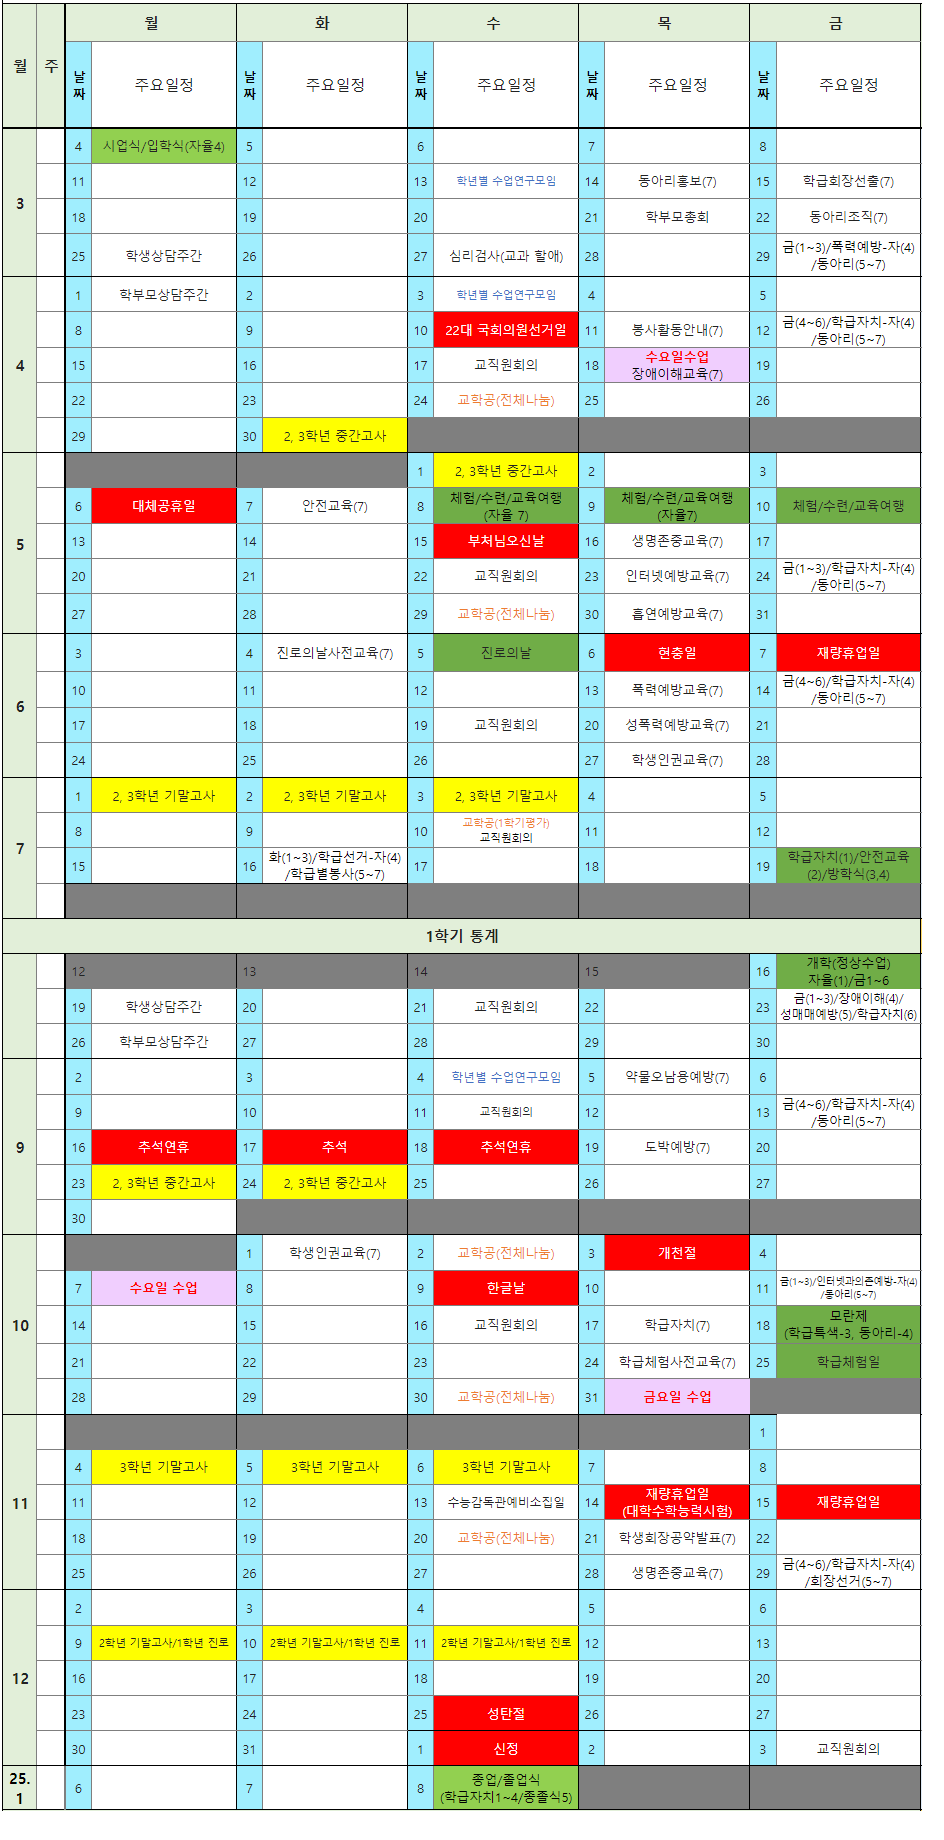 월 화 수 목 금
월 주 날짜 주요일정 날짜 주요일정 날짜 주요일정 날짜 주요일정 날짜 주요일정
3
4 시업식/입학식(자율4) 5 6 7 8
11 12 13 학년별 수업연구모임 14 동아리홍보(7) 15 학급회장선출(7)
18 19 20 21 학부모총회 22 동아리조직(7)
25 학생상담주간 26 27 심리검사(교과 할애) 28 29 금(1~3)/폭력예방-자(4)
/동아리(5~7)
4
1 학부모상담주간 2 3 학년별 수업연구모임 4 5
8 9 10 22대 국회의원선거일 11 봉사활동안내(7) 12 금(4~6)/학급자치-자(4)
/동아리(5~7)
15 16 17 교직원회의 18 수요일수업
장애이해교육(7)
19
22 23 24 교학공(전체나눔) 25 26
29 30 2, 3학년 중간고사
5
1 2, 3학년 중간고사 2 3
6 대체공휴일 7 안전교육(7) 8 체험/수련/교육여행
(자율 7)
9 체험/수련/교육여행
(자율7)
10 체험/수련/교육여행
13 14 15 부처님오신날 16 생명존중교육(7) 17
20 21 22 교직원회의 23 인터넷예방교육(7) 24 금(1~3)/학급자치-자(4)
/동아리(5~7)
27 28 29 교학공(전체나눔) 30 흡연예방교육(7) 31
6
3 4 진로의날사전교육(7) 5 진로의날 6 현충일 7 재량휴업일
10 11 12 13 폭력예방교육(7) 14 금(4~6)/학급자치-자(4)
/동아리(5~7)
17 18 19 교직원회의 20 성폭력예방교육(7) 21
24 25 26 27 학생인권교육(7) 28
7
1 2, 3학년 기말고사 2 2, 3학년 기말고사 3 2, 3학년 기말고사 4 5
8 9 10 교학공(1학기평가)
교직원회의
11 12
15 16 화(1~3)/학급선거-자(4)
/학급별봉사(5~7)
17 18 19 학급자치(1)/안전교육
(2)/방학식(3,4)
1학기 통계
12 13 14 15 16 개학(정상수업)
자율(1)/금1~6
19 학생상담주간 20 21 교직원회의 22 23 금(1~3)/장애이해(4)/
성매매예방(5)/학급자치(6)
26 학부모상담주간 27 28 29 30
9
2 3 4 학년별 수업연구모임 5 약물오남용예방(7) 6
9 10 11 교직원회의 12 13 금(4~6)/학급자치-자(4)
/동아리(5~7)
16 추석연휴 17 추석 18 추석연휴 19 도박예방(7) 20
23 2, 3학년 중간고사 24 2, 3학년 중간고사 25 26 27
30
10
1 학생인권교육(7) 2 교학공(전체나눔) 3 개천절 4
7 수요일 수업 8 9 한글날 10 11 금(1~3)/인터넷과의존예방-자(4)
/동아리(5~7)
14 15 16 교직원회의 17 학급자치(7) 18 모란제
(학급특색-3, 동아리-4)
21 22 23 24 학급체험사전교육(7) 25 학급체험일
28 29 30 교학공(전체나눔) 31 금요일 수업
11
1
4 3학년 기말고사 5 3학년 기말고사 6 3학년 기말고사 7 8
11 12 13 수능감독관예비소집일 14 재량휴업일
(대학수학능력시험)
15 재량휴업일
18 19 20 교학공(전체나눔) 21 학생회장공약발표(7) 22
25 26 27 28 생명존중교육(7) 29 금(4~6)/학급자치-자(4)
/회장선거(5~7)
12
2 3 4 5 6
9 2학년 기말고사/1학년 진로 10 2학년 기말고사/1학년 진로 11 2학년 기말고사/1학년 진로 12 13
16 17 18 19 20
23 24 25 성탄절 26 27
30 31 1 신정 2 3 교직원회의
25.
1
6 7 8 종업/졸업식
(학급자치1~4/종졸식5)